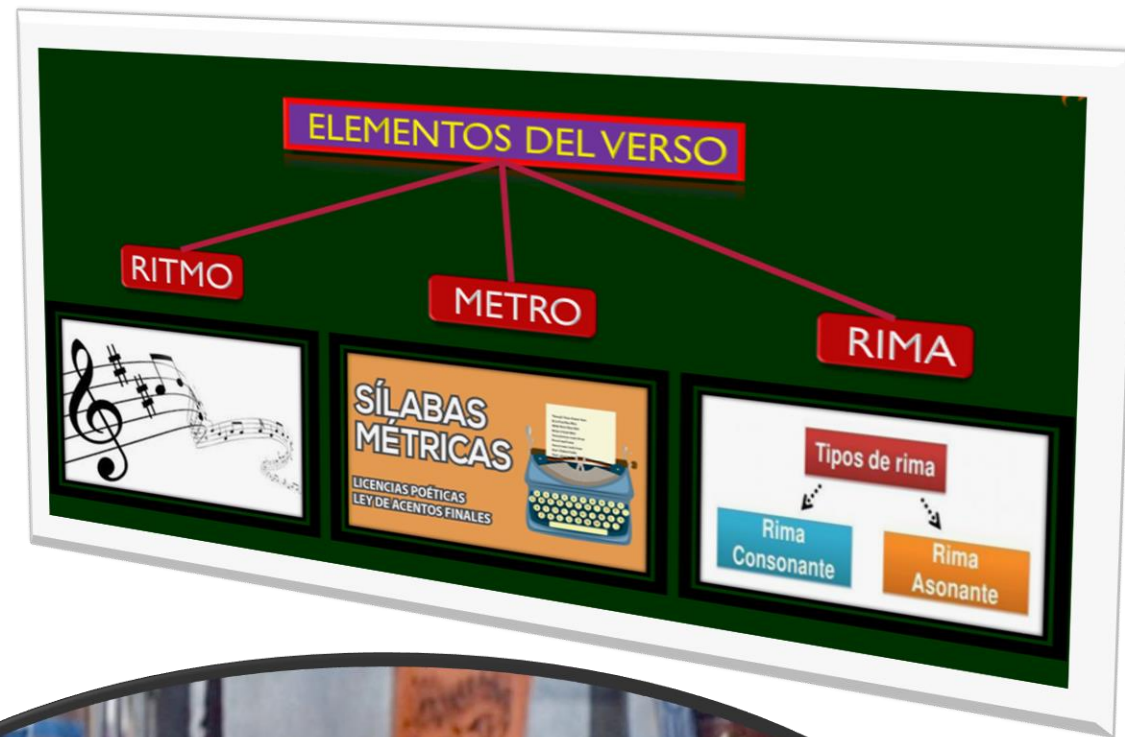 ELEMENTOS DEL VERSO
RITMO
METRO
RIMA
SÍLABAS
MÉTRICAS
LICENCIAS POÉTICAS
LEY DE ACENTOS FINALES
Tipos de rima
Rima
Consonante
Rima
Asonante